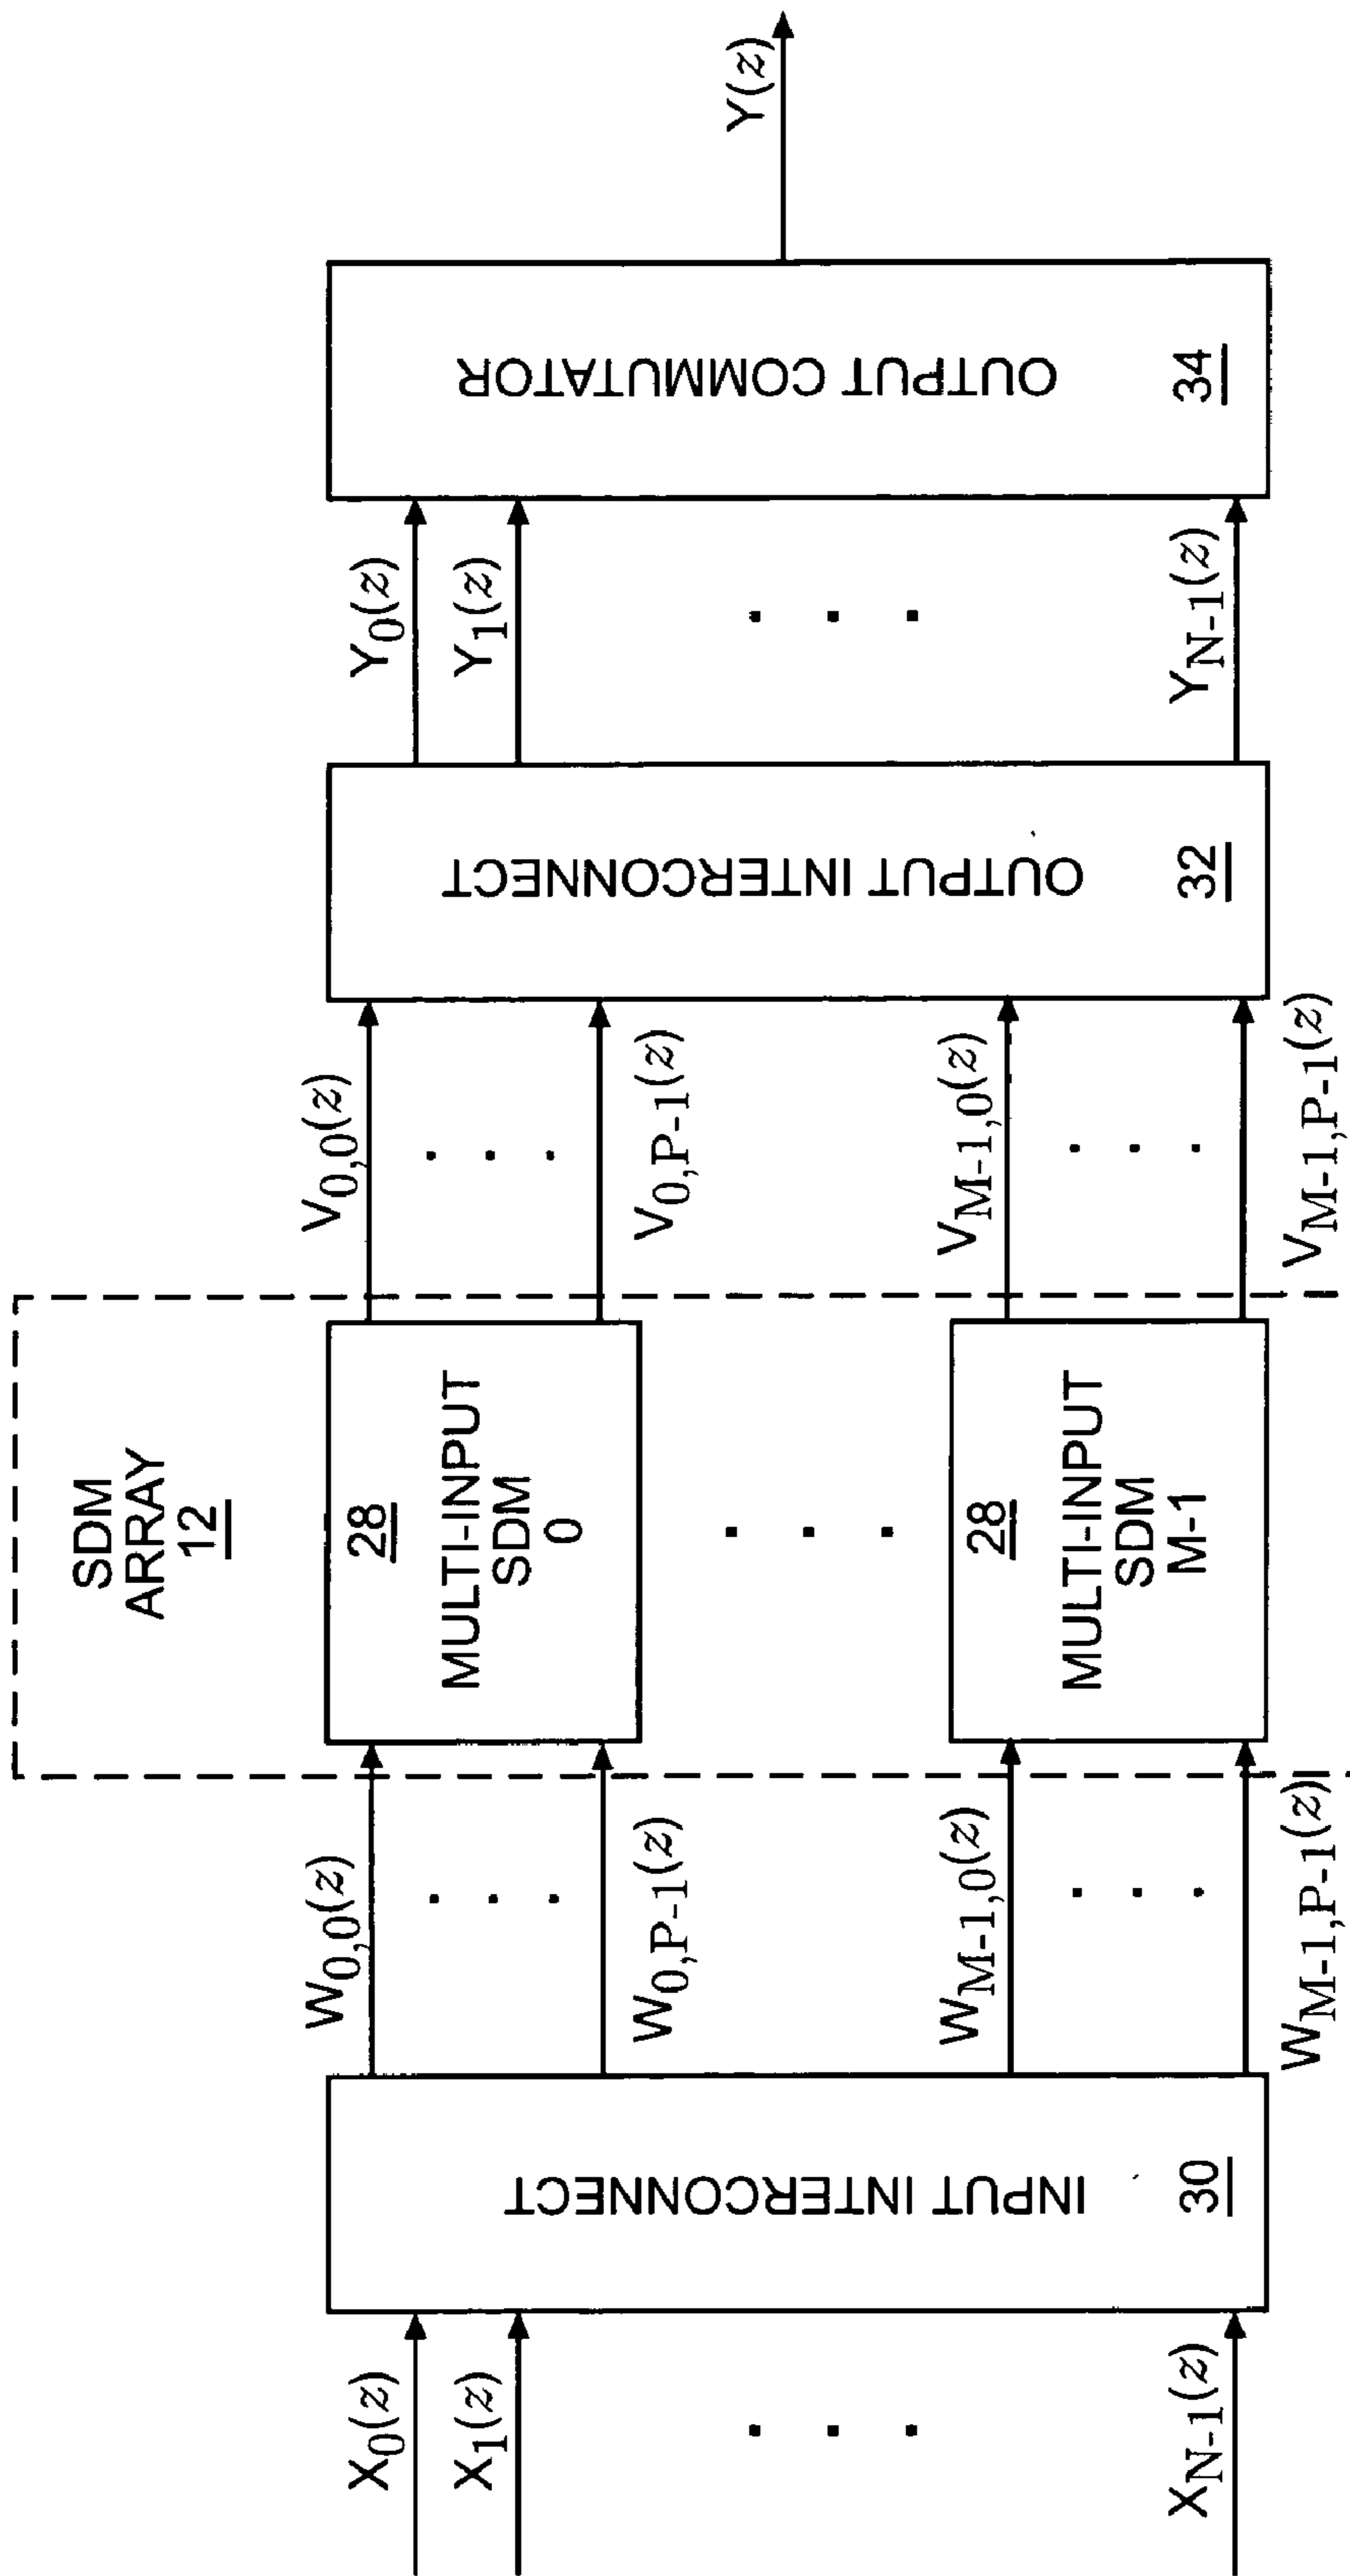 X0(z)
X1(z)
XN-1(z)
INPUT INTERCONNECT
30
W0,0(z)
W0,P-1(z)
WM-1,0(z)
WM-1,P-1(z)
SDM
ARRAY
12
28
MULTI-INPUT
SDM
0
28
MULTI-INPUT
SDM
M-1
V0,0(z)
V0,P-1(z)
VM-1,0(z)
VM-1,P-1(z)
OUTPUT INTERCONNECT
32
Y0(z)
Y1(z)
YN-1(z)
OUTPUT COMMUTATOR
34
Y(z)